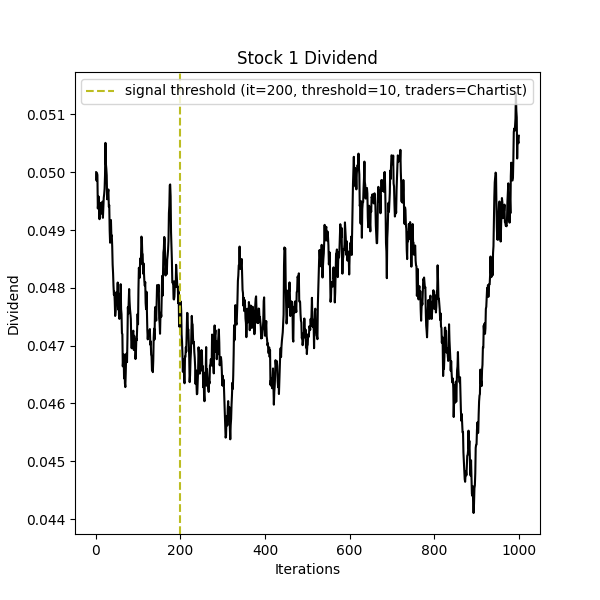 Stock 1 Dividend
signal threshold (it=200, threshold=10, traders=Chartist)
0.051
0.050
0.049
0.048
0.047
0.046
0.045
0.044
Dividend
0 200 400 600 800 1000
Iterations